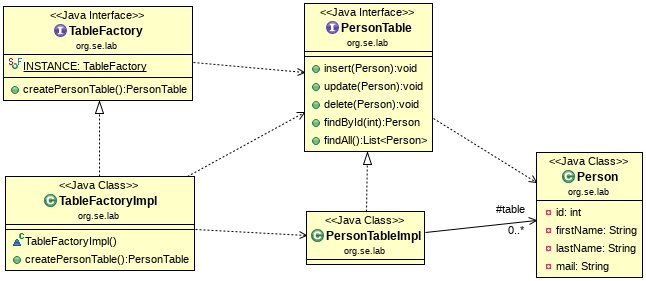 <<Java Interface>>
TableFactory
org.se.lab
INSTANCE: TableFactory
createPersonTable():PersonTable
<<Java Interface>>
PersonTable
org.se.lab
insert(Person):void
update(Person):void
delete(Person):void
findById(int):Person
findAll():List<Person>
<<Java Class>>
TableFactoryImpl
org.se.lab
TableFactoryImpl()
createPersonTable():PersonTable
<<Java Class>>
PersonTableImpl
org.se.lab
#table
0..*
<<Java Class>>
Person
org.se.lab
id: int
firstName: String
lastName: String
mail: String